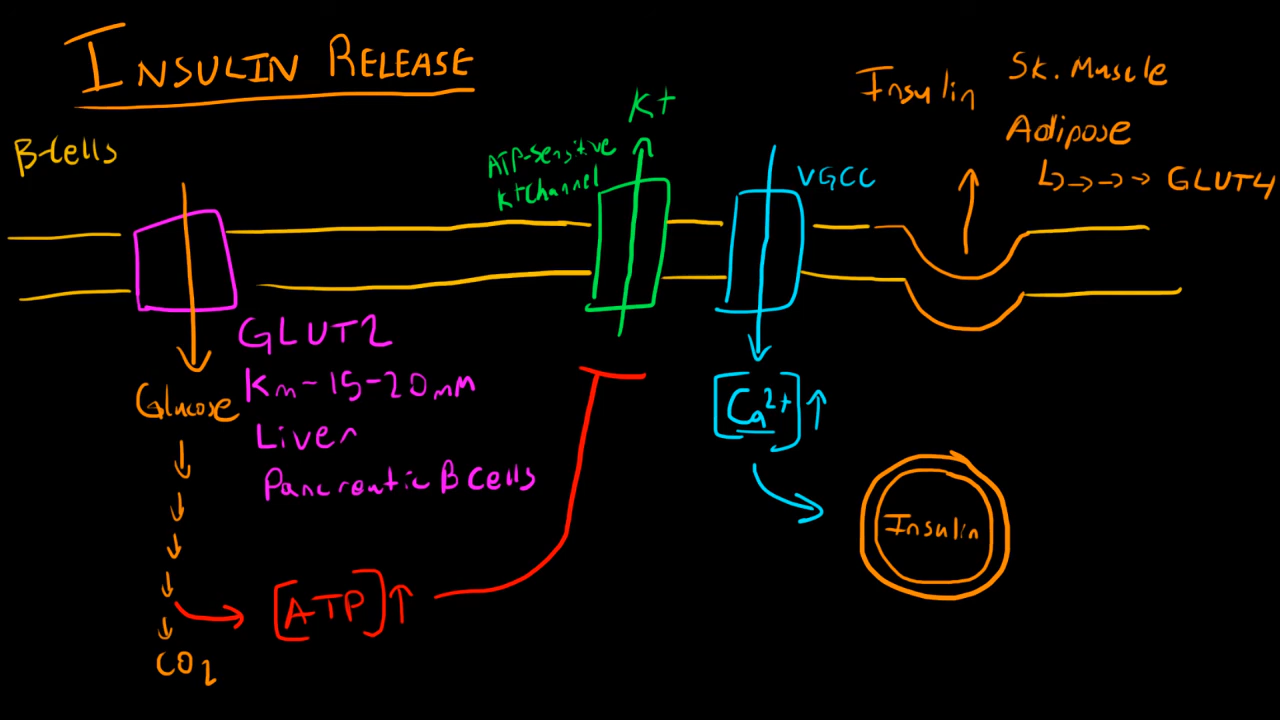 INSULIN RELEASE
β-Cells
ATP-sensitive
K+ Channel
K+
VGCC
Insulin
Sk. Muscle
Adipose
↳→→→ GLUT4
GLUT2
Km-15-20mM
Liver
Pancreatic β Cells
Glucose
[ATP]↑
CO2
[Ca2+]↑
Insulin